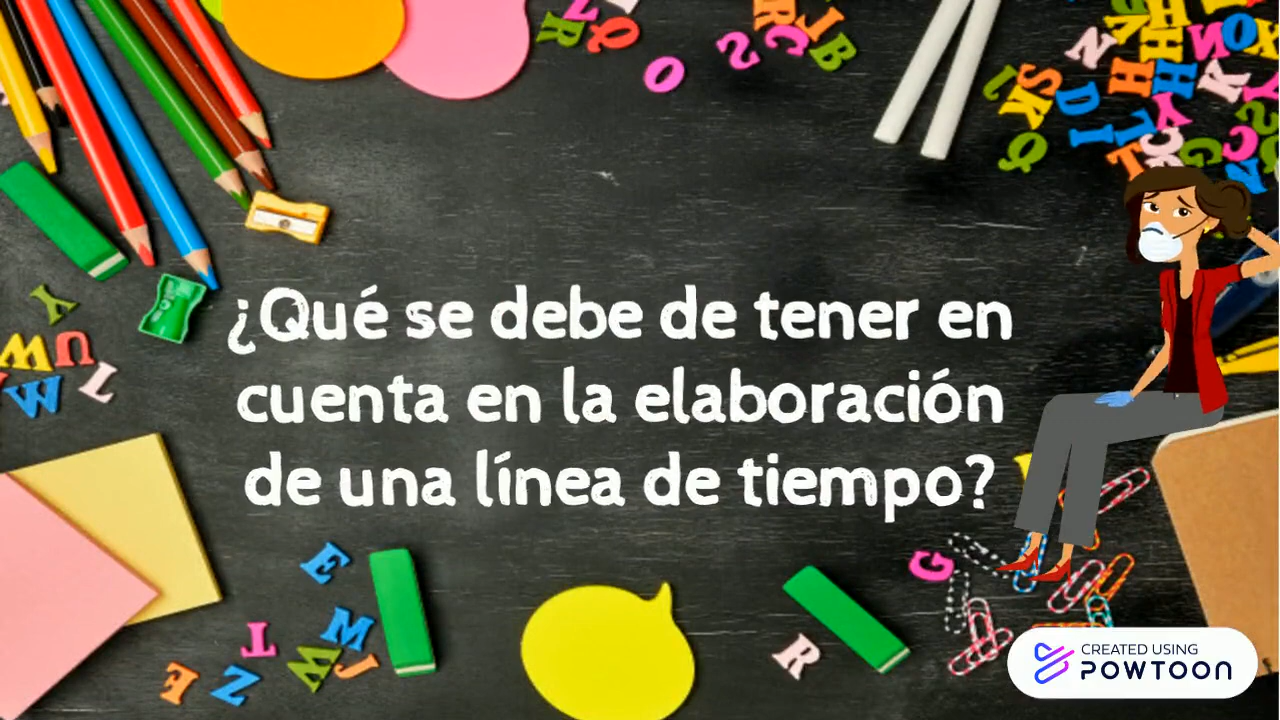 ¿Qué se debe de tener en
cuenta en la elaboración
de una línea de tiempo?
CREATED USING
POWTOON